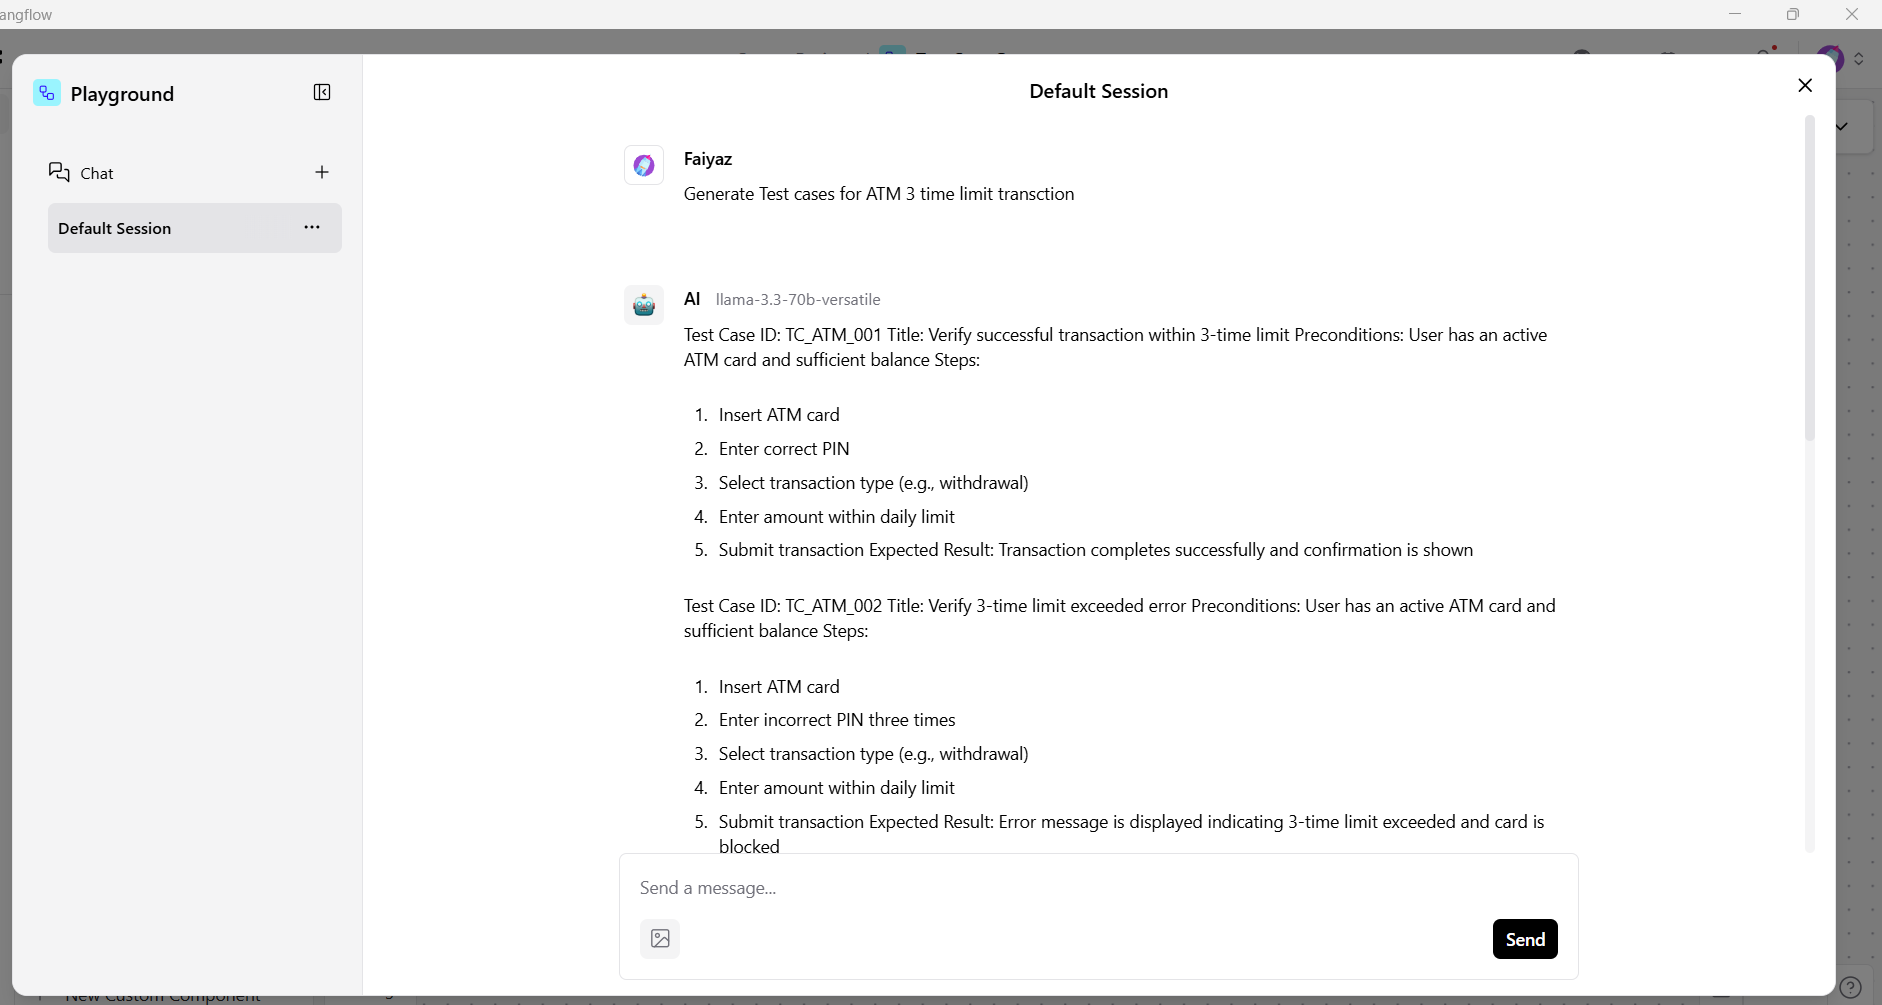 angflow
Playground
Default Session
Chat
Default Session
Faiyaz
Generate Test cases for ATM 3 time limit transction
AI llama-3.3-70b-versatile
Test Case ID: TC_ATM_001 Title: Verify successful transaction within 3-time limit Preconditions: User has an active
ATM card and sufficient balance Steps:
1. Insert ATM card
2. Enter correct PIN
3. Select transaction type (e.g., withdrawal)
4. Enter amount within daily limit
5. Submit transaction Expected Result: Transaction completes successfully and confirmation is shown
Test Case ID: TC_ATM_002 Title: Verify 3-time limit exceeded error Preconditions: User has an active ATM card and
sufficient balance Steps:
1. Insert ATM card
2. Enter incorrect PIN three times
3. Select transaction type (e.g., withdrawal)
4. Enter amount within daily limit
5. Submit transaction Expected Result: Error message is displayed indicating 3-time limit exceeded and card is
blocked
Send a message...
Send
New Custom Component